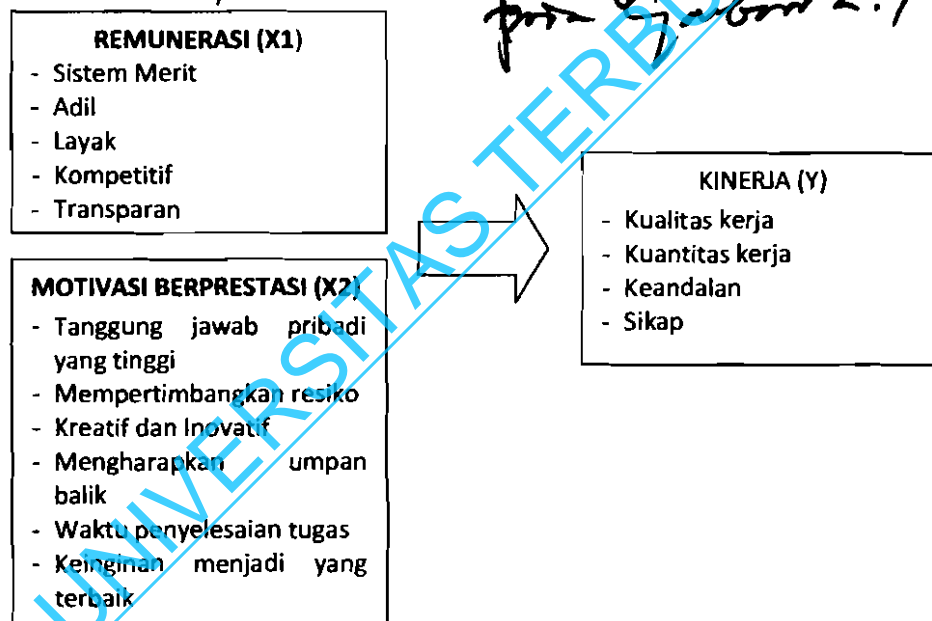 REMUNERASI (X1)
- Sistem Merit
- Adil
- Layak
- Kompetitif
- Transparan
MOTIVASI BERPRESTASI (X2)
- Tanggung jawab pribadi
yang tinggi
- Mempertimbangkan resiko
- Kreatif dan Inovatif
- Mengharapkan umpan
balik
- Waktu penyelesaian tugas
- Keinginan menjadi yang
terbaik
KINERJA (Y)
- Kualitas kerja
- Kuantitas kerja
- Keandalan
- Sikap
UNIVERSITAS TERBU